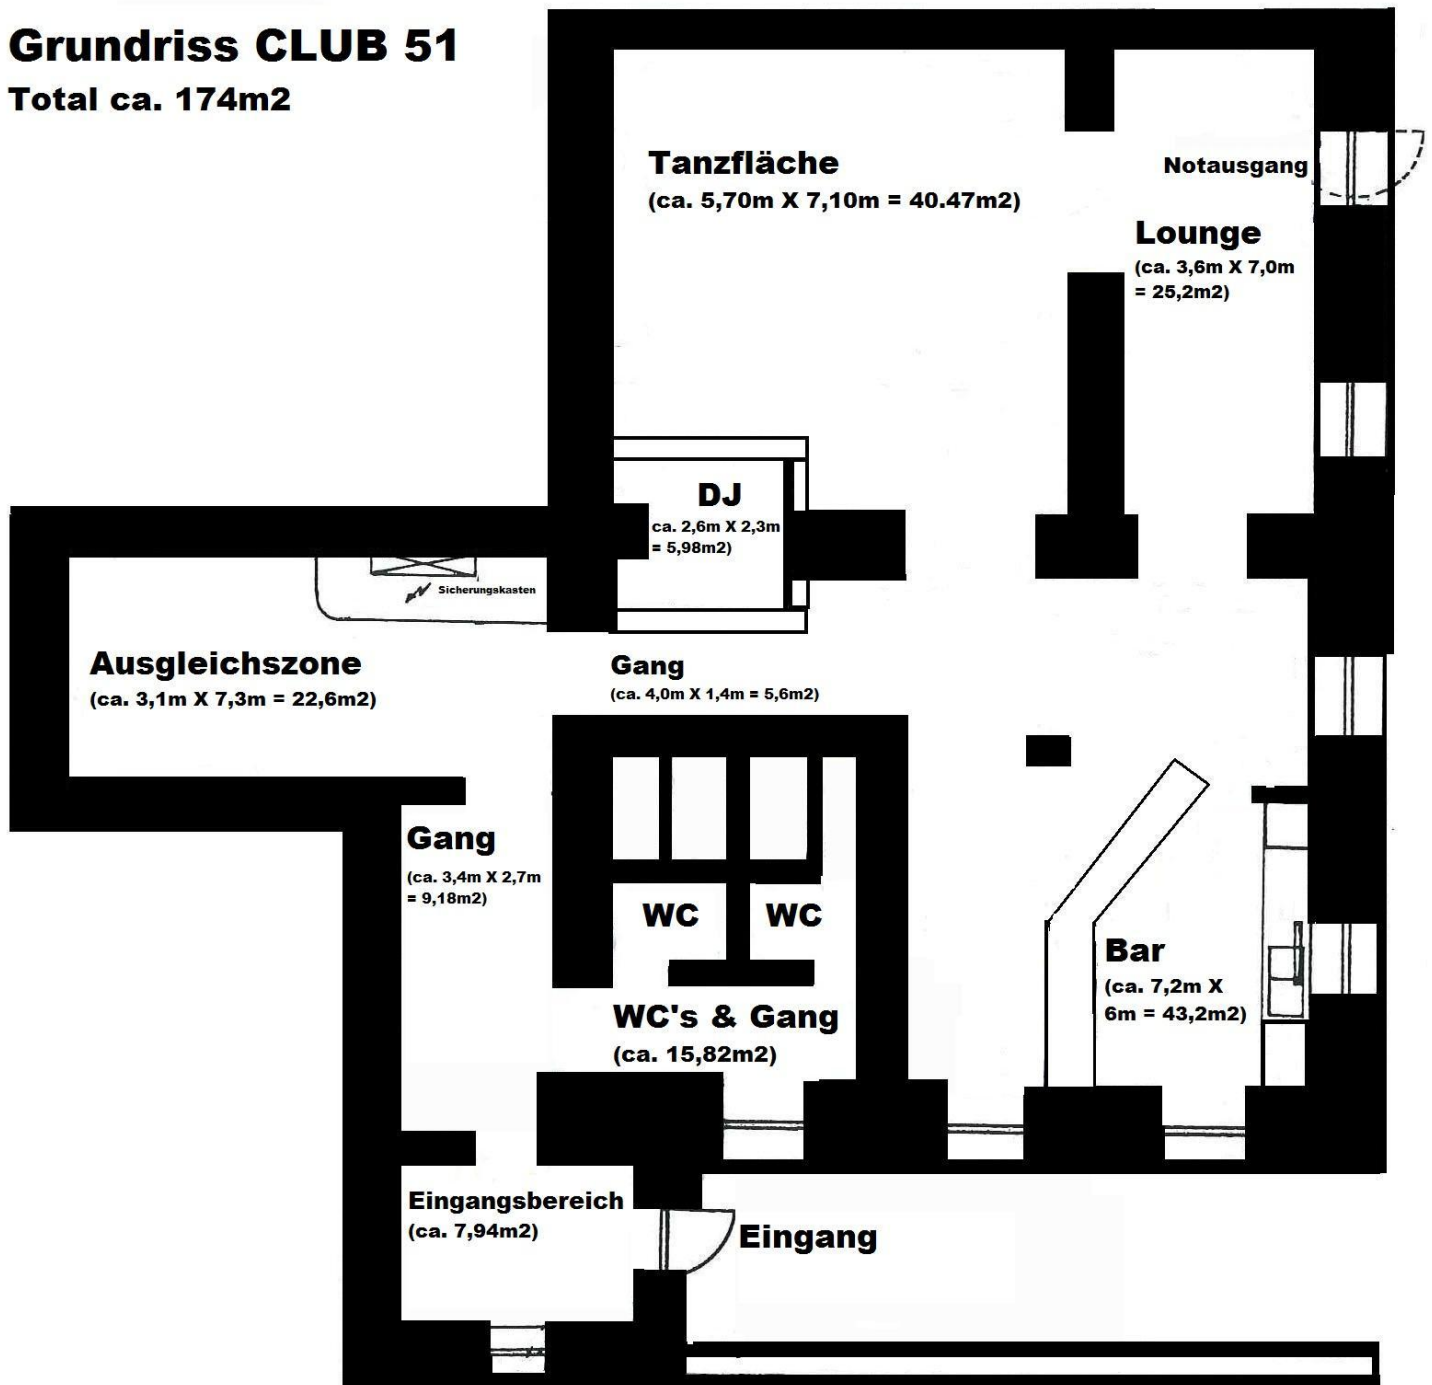 Grundriss CLUB 51
Total ca. 174m2
Tanzfläche
(ca. 5,70m X 7,10m = 40.47m2)
Notausgang
Lounge
(ca. 3,6m X 7,0m
= 25,2m2)
DJ
ca. 2,6m X 2,3m
= 5,98m2)
Sicherungskasten
Ausgleichszone
(ca. 3,1m X 7,3m = 22,6m2)
Gang
(ca. 4,0m X 1,4m = 5,6m2)
Gang
(ca. 3,4m X 2,7m
= 9,18m2)
WC
WC
Bar
(ca. 7,2m X
6m = 43,2m2)
WC's & Gang
(ca. 15,82m2)
Eingangsbereich
(ca. 7,94m2)
Eingang